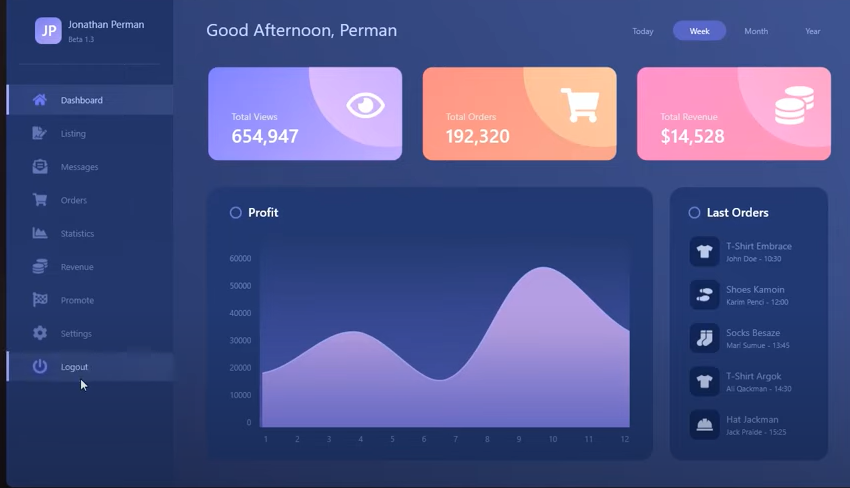 JP
Jonathan Perman
Beta 1.3
Dashboard
Listing
Messages
Orders
Statistics
Revenue
Promote
Settings
Logout
Good Afternoon, Perman
Today
Week
Month
Year
Total Views
654,947
Total Orders
192,320
Total Revenue
$14,528
Profit
60000
50000
40000
30000
20000
10000
0
1 2 3 4 5 6 7 8 9 10 11 12
Last Orders
T-Shirt Embrace
John Doe - 10:30
Shoes Kamoin
Karim Penci - 12:00
Socks Besaze
Mari Sumue - 13:45
T-Shirt Argok
Ali Qackman - 14:30
Hat Jackman
Jack Pralde - 15:25